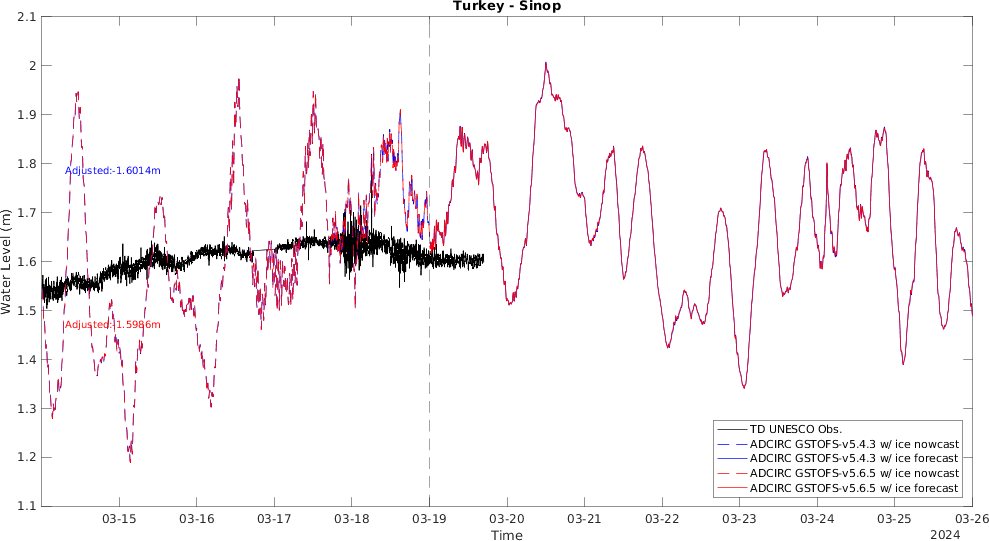 Turkey - Sinop
2.1
2
1.9
1.8
1.7
1.6
1.5
1.4
1.3
1.2
1.1
Water Level (m)
Adjusted:-1.6014m
Adjusted:-1.5986m
TD UNESCO Obs.
ADCIRC GSTOFS-v5.4.3 w/ ice nowcast
ADCIRC GSTOFS-v5.4.3 w/ ice forecast
ADCIRC GSTOFS-v5.6.5 w/ ice nowcast
ADCIRC GSTOFS-v5.6.5 w/ ice forecast
03-15 03-16 03-17 03-18 03-19 03-20 03-21 03-22 03-23 03-24 03-25 03-26
Time
2024